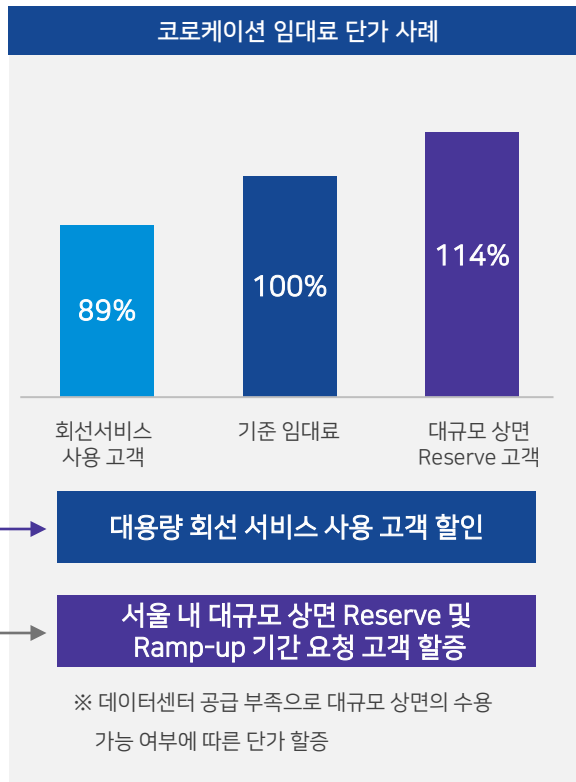 코로케이션 임대료 단가 사례
89%
100%
114%
회선서비스
사용 고객
기준 임대료
대규모 상면
Reserve 고객
대용량 회선 서비스 사용 고객 할인
서울 내 대규모 상면 Reserve 및
Ramp-up 기간 요청 고객 할증
※ 데이터센터 공급 부족으로 대규모 상면의 수용
가능 여부에 따른 단가 할증